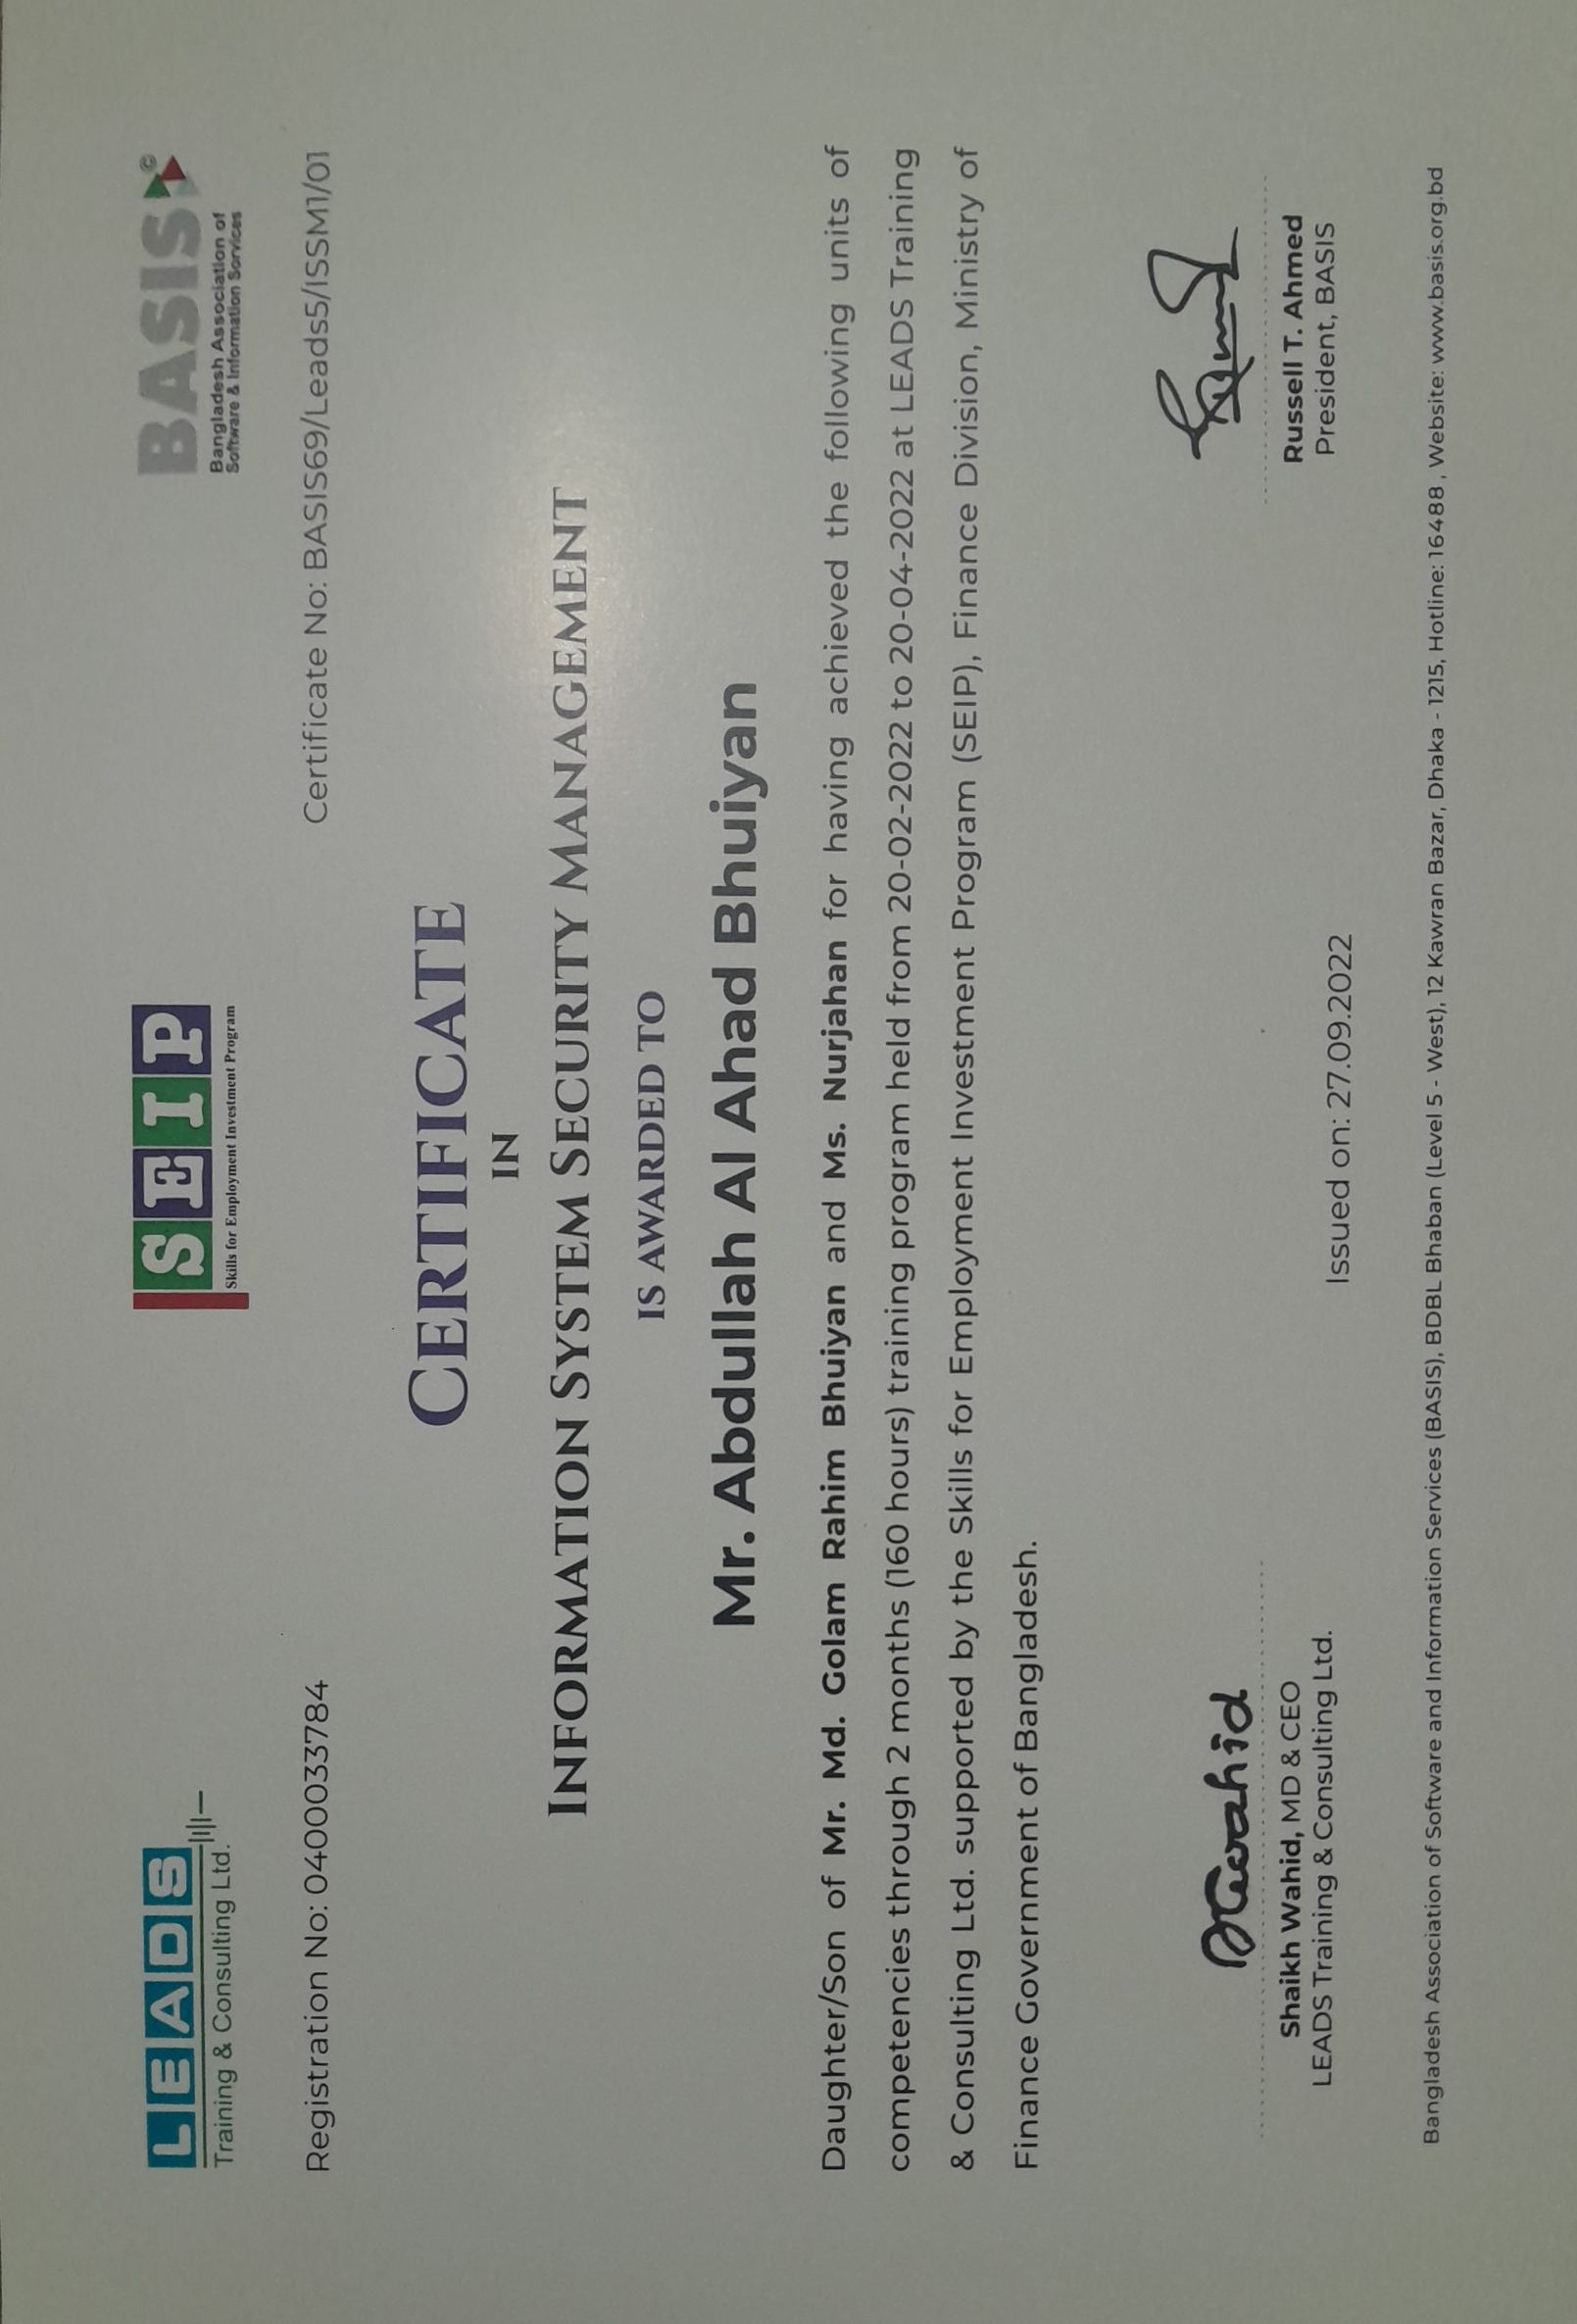 LEADS
Training & Consulting Ltd.
SEIP
Skills for Employment Investment Program
BASIS ©
Bangladesh Association of
Software & Information Services
Registration No: 0400033784
Certificate No: BASIS69/Leads5/ISSM1/01
CERTIFICATE
IN
INFORMATION SYSTEM SECURITY MANAGEMENT
IS AWARDED TO
Mr. Abdullah Al Ahad Bhuiyan
Daughter/Son of Mr. Md. Golam Rahim Bhuiyan and Ms. Nurjahan for having achieved the following units of
competencies through 2 months (160 hours) training program held from 20-02-2022 to 20-04-2022 at LEADS Training
& Consulting Ltd. supported by the Skills for Employment Investment Program (SEIP), Finance Division, Ministry of
Finance Government of Bangladesh.
Shaikh Wahid, MD & CEO
LEADS Training & Consulting Ltd.
Issued on: 27.09.2022
Russell T. Ahmed
President, BASIS
Bangladesh Association of Software and Information Services (BASIS), BDBL Bhaban (Level 5 - West), 12 Kawran Bazar, Dhaka - 1215, Hotline: 16488 , Website: www.basis.org.bd